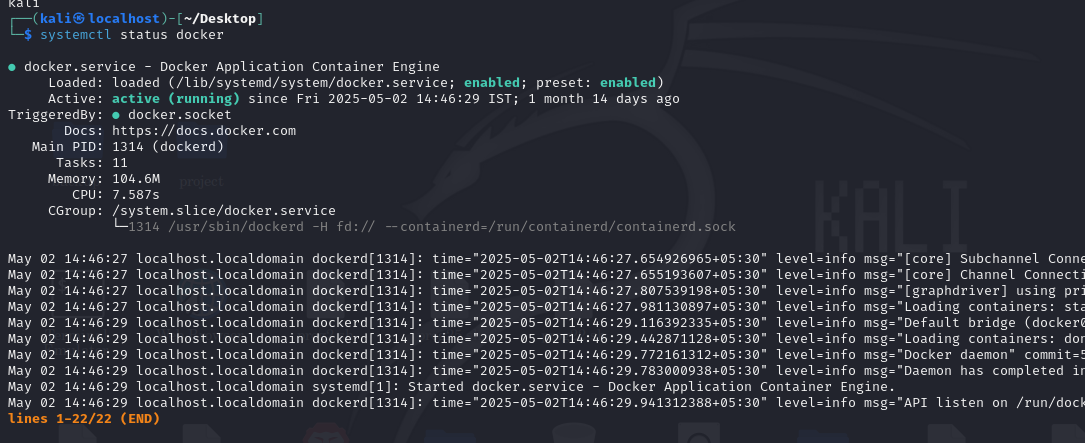 kali
┌──(kali㉿localhost)-[~/Desktop]
└─$ systemctl status docker
● docker.service - Docker Application Container Engine
Loaded: loaded (/lib/systemd/system/docker.service; enabled; preset: enabled)
Active: active (running) since Fri 2025-05-02 14:46:29 IST; 1 month 14 days ago
TriggeredBy: ● docker.socket
Docs: https://docs.docker.com
Main PID: 1314 (dockerd)
Tasks: 11
Memory: 104.6M
project
CPU: 7.587s
CGroup: /system.slice/docker.service
└─1314 /usr/sbin/dockerd -H fd:// --containerd=/run/containerd/containerd.sock
KALI
May 02 14:46:27 localhost.localdomain dockerd[1314]: time="2025-05-02T14:46:27.654926965+05:30" level=info msg="[core] Subchannel Conne
May 02 14:46:27 localhost.localdomain dockerd[1314]: time="2025-05-02T14:46:27.655193607+05:30" level=info msg="[core] Channel Connecti
May 02 14:46:27 localhost.localdomain dockerd[1314]: time="2025-05-02T14:46:27.807539198+05:30" level=info msg="[graphdriver] using pri
May 02 14:46:27 localhost.localdomain dockerd[1314]: time="2025-05-02T14:46:27.981130897+05:30" level=info msg="Loading containers: sta
May 02 14:46:29 localhost.localdomain dockerd[1314]: time="2025-05-02T14:46:29.116392335+05:30" level=info msg="Default bridge (docker0
May 02 14:46:29 localhost.localdomain dockerd[1314]: time="2025-05-02T14:46:29.442871128+05:30" level=info msg="Loading containers: don
May 02 14:46:29 localhost.localdomain dockerd[1314]: time="2025-05-02T14:46:29.772161312+05:30" level=info msg="Docker daemon" commit=5
May 02 14:46:29 localhost.localdomain dockerd[1314]: time="2025-05-02T14:46:29.783000938+05:30" level=info msg="Daemon has completed in
May 02 14:46:29 localhost.localdomain systemd[1]: Started docker.service - Docker Application Container Engine.
May 02 14:46:29 localhost.localdomain dockerd[1314]: time="2025-05-02T14:46:29.941312388+05:30" level=info msg="API listen on /run/dock
lines 1-22/22 (END)